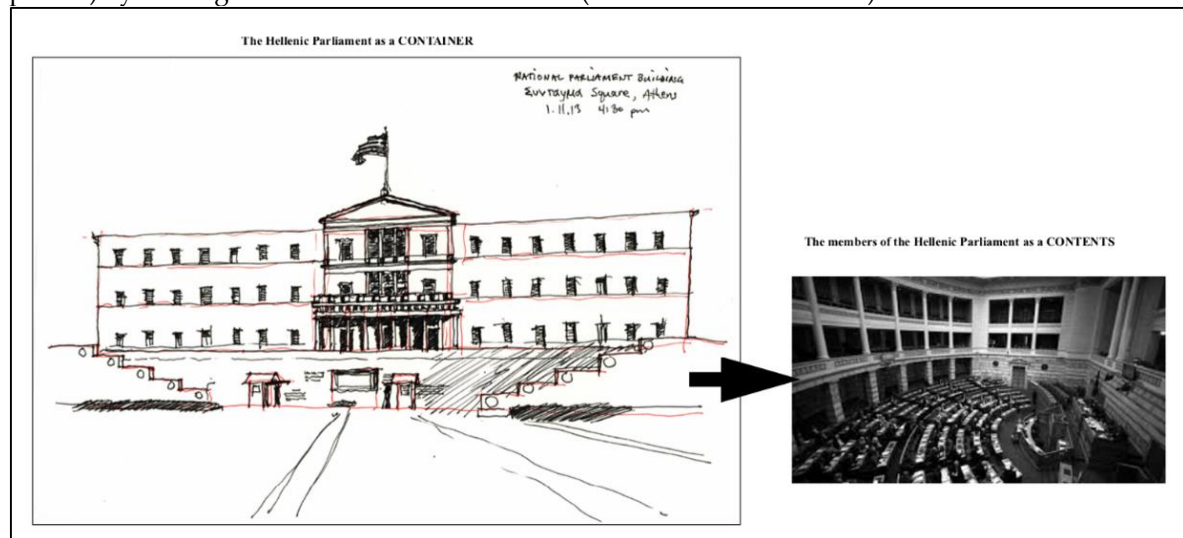 The Hellenic Parliament as a CONTAINER
NATIONAL PARLIAMENT BUILDING
Συνταγμα Square, Athens
1.11.13 4:30 pm
The members of the Hellenic Parliament as a CONTENTS